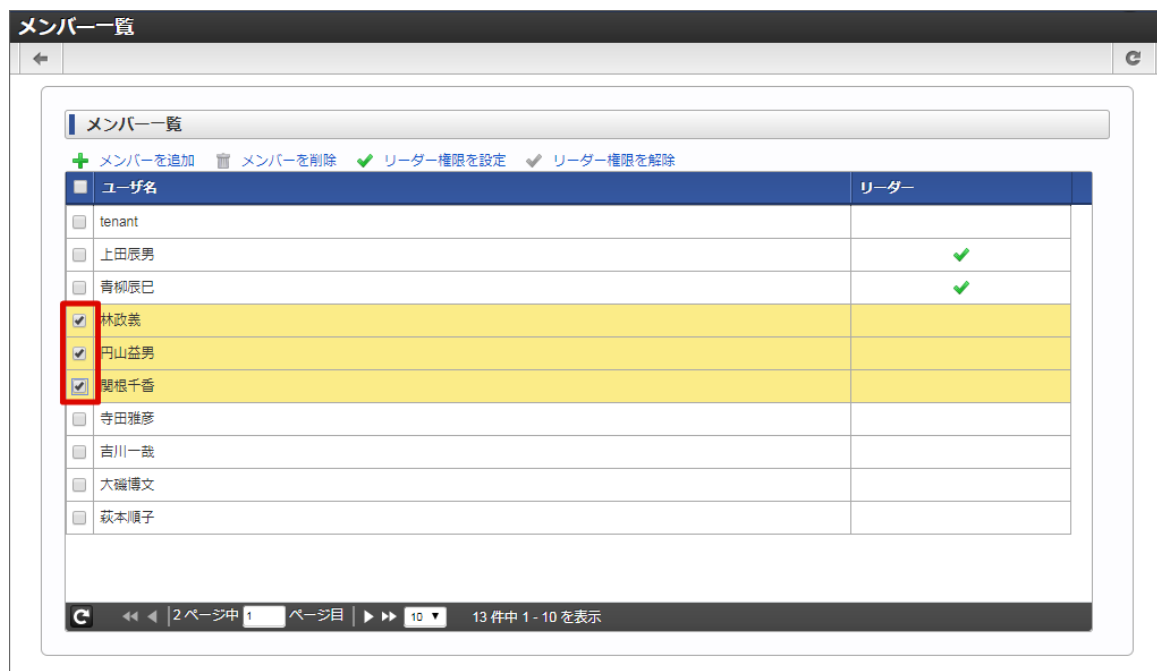 メンバー一覧
メンバー一覧
メンバーを追加 メンバーを削除 リーダー権限を設定 リーダー権限を解除
ユーザ名 リーダー
tenant
上田辰男
青柳辰巳
林政義
円山益男
関根千香
寺田雅彦
吉川一哉
大磯博文
萩本順子
2 ページ中 1 ページ目 10 13 件中 1 - 10 を表示